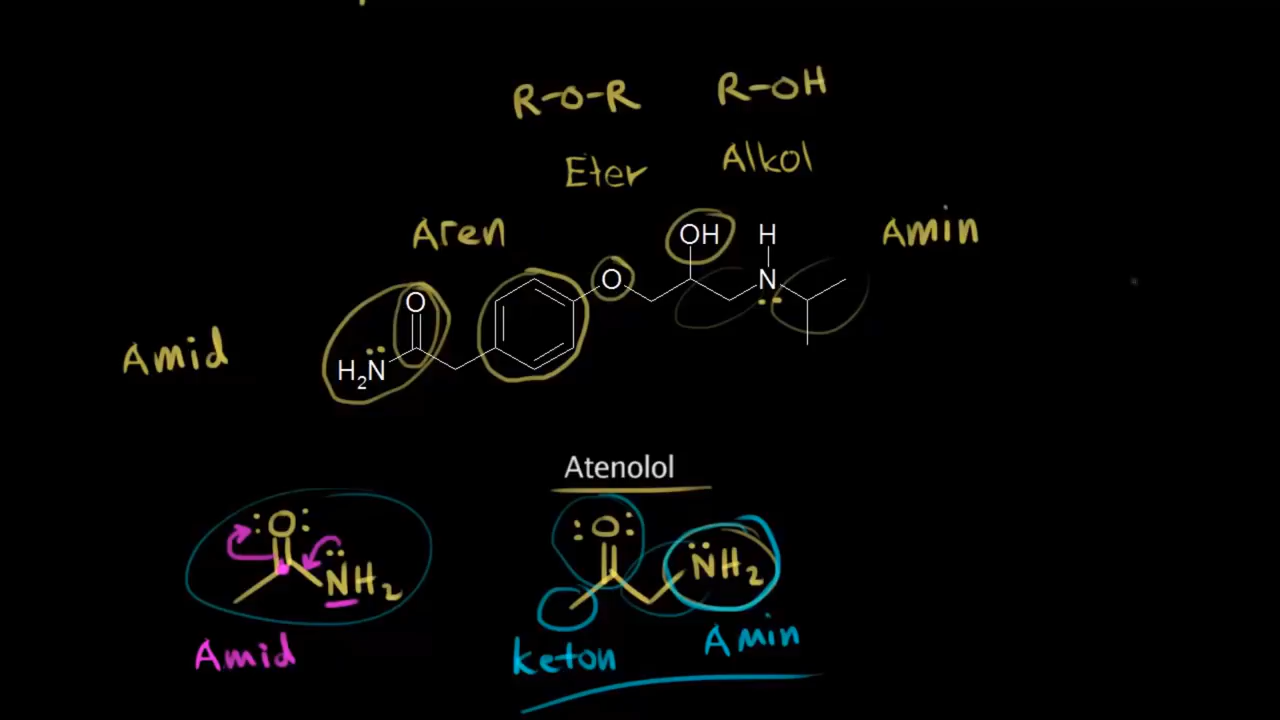 R-O-R R-OH
Eter Alkol
Aren OH H Amin
O N
O
Amid H₂N
Atenolol
O O
NH₂ NH₂
Amid keton Amin